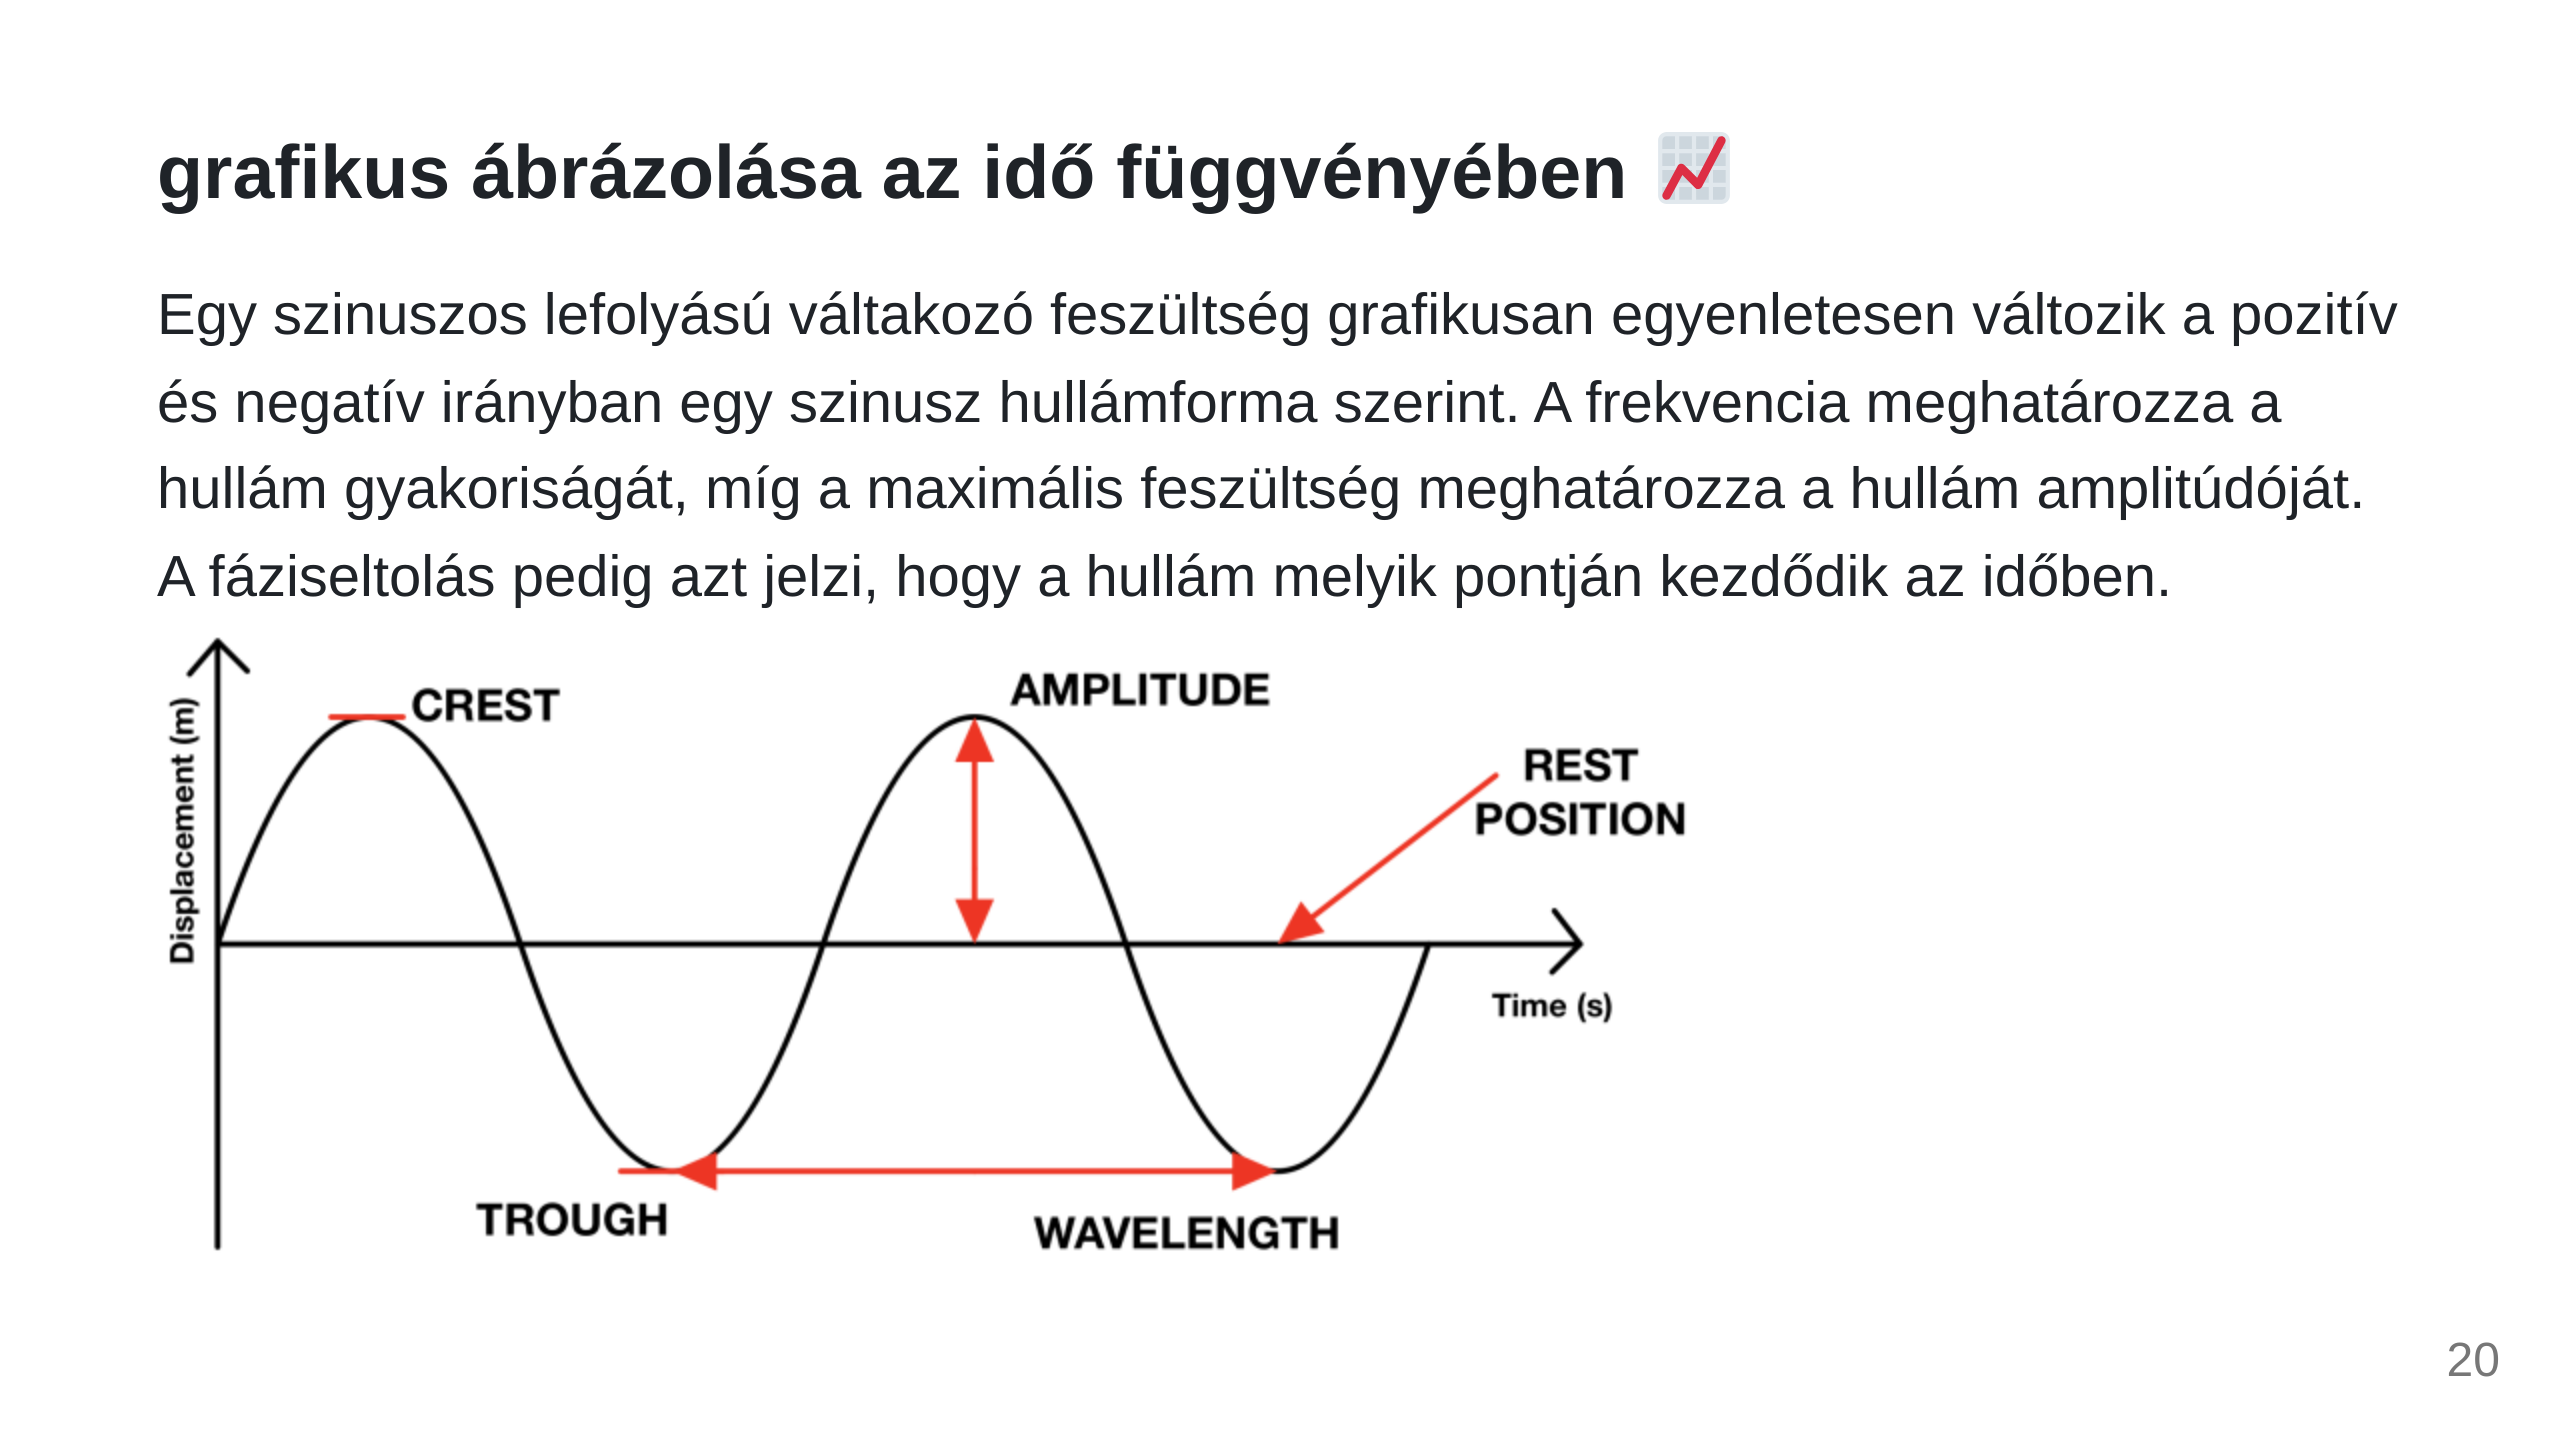 grafikus ábrázolása az idő függvényében 📈
Egy szinuszos lefolyású váltakozó feszültség grafikusan egyenletesen változik a pozitív
és negatív irányban egy szinusz hullámforma szerint. A frekvencia meghatározza a
hullám gyakoriságát, míg a maximális feszültség meghatározza a hullám amplitúdóját.
A fáziseltolás pedig azt jelzi, hogy a hullám melyik pontján kezdődik az időben.
Displacement (m)
CREST
AMPLITUDE
REST
POSITION
Time (s)
TROUGH
WAVELENGTH
20